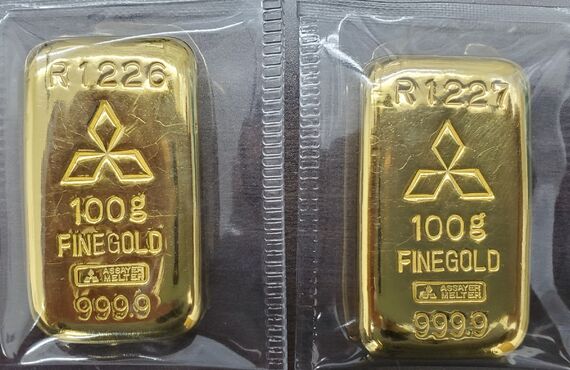 R1226
100g
FINEGOLD
ASSAYER
MELTER
999.9
R1227
100g
FINEGOLD
ASSAYER
MELTER
999.9